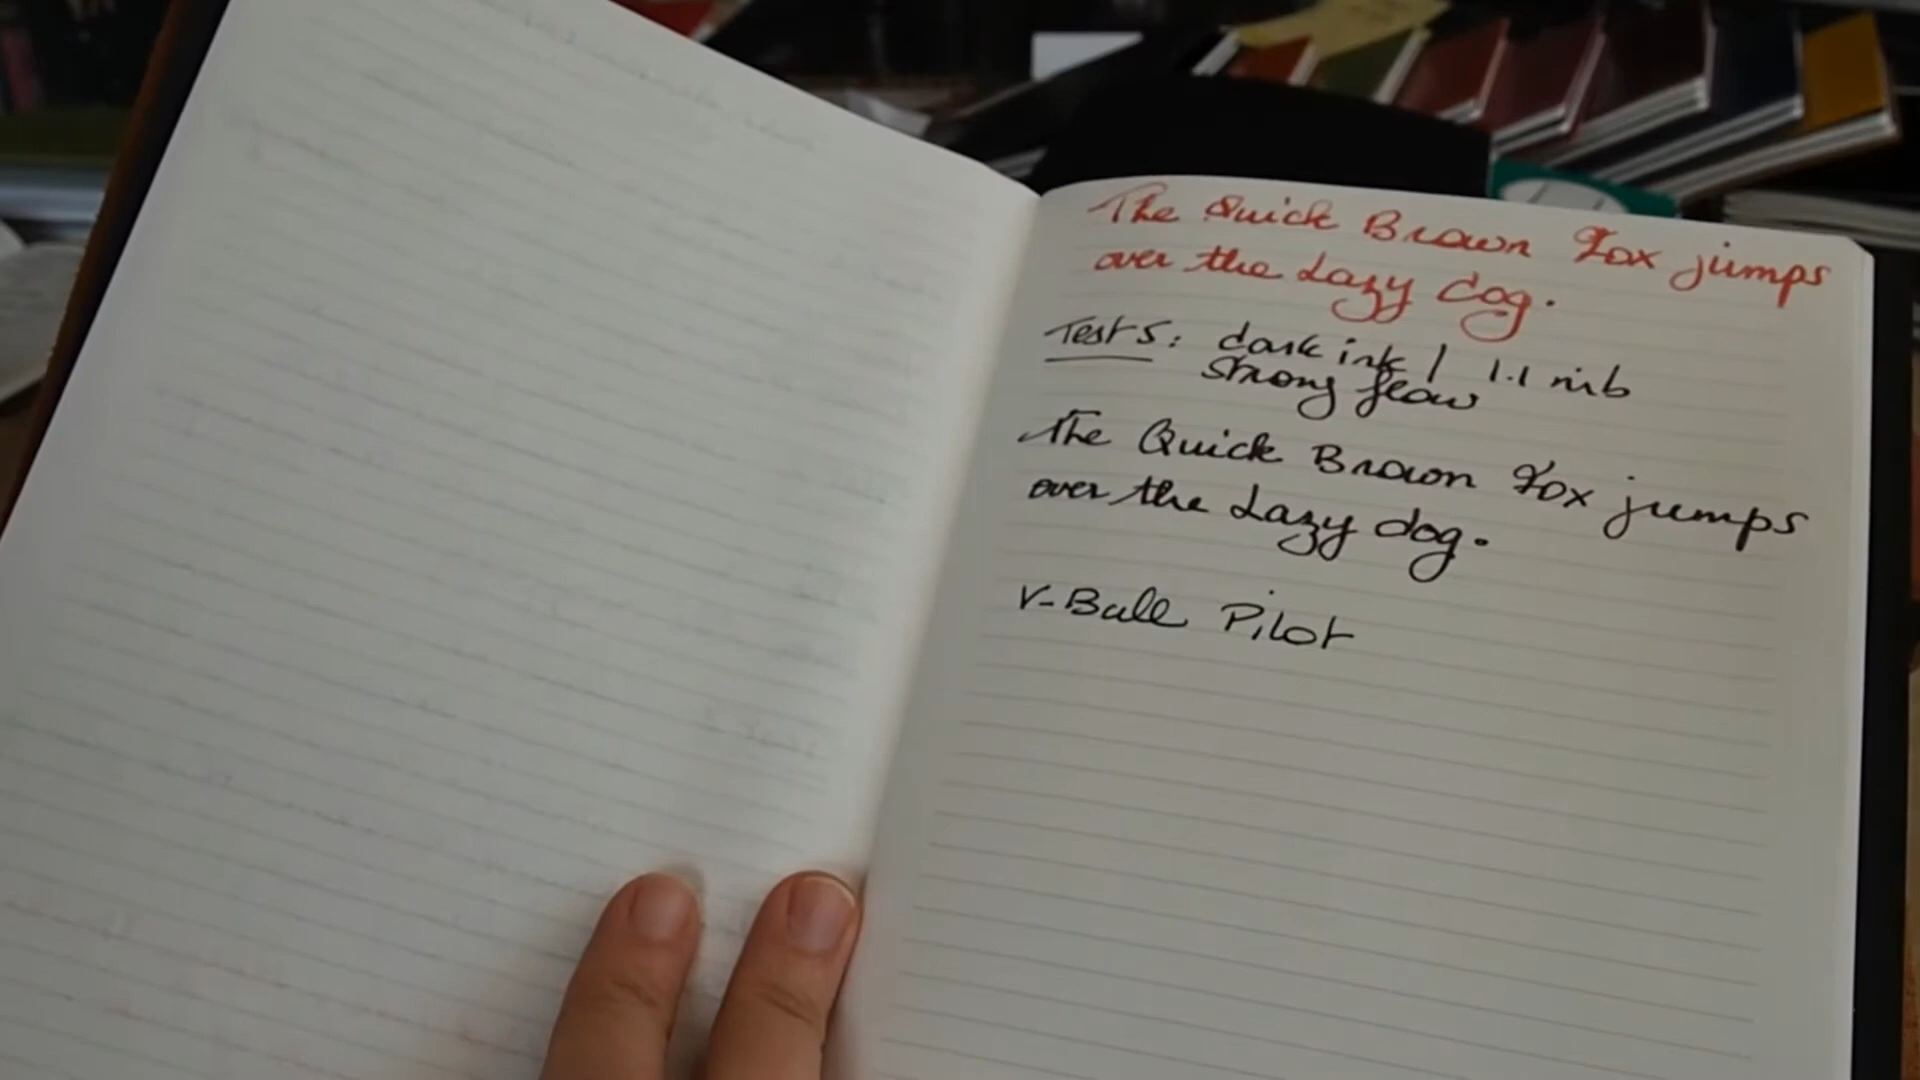 The Quick Brown Fox jumps
over the Lazy dog.
Test 5: dark ink / 1.1 nib
strong flow
The Quick Brown Fox jumps
over the Lazy dog.
V-Ball Pilot